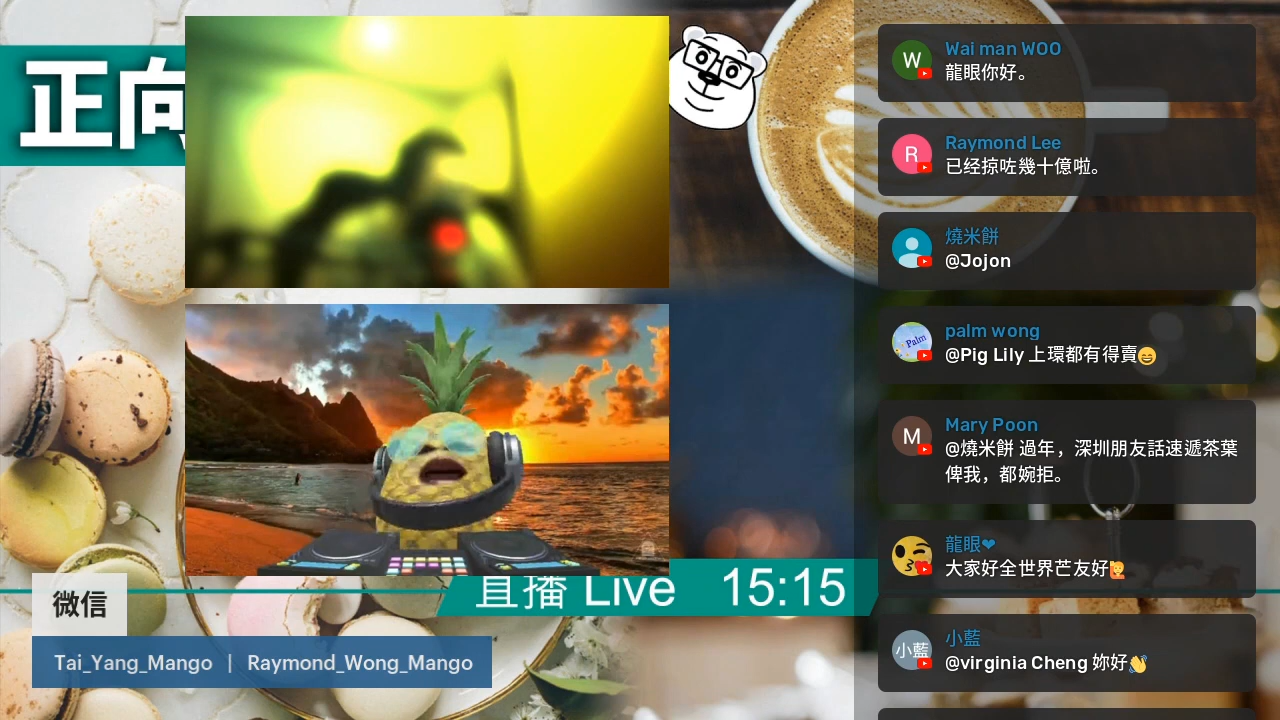 正向
Wai man WOO
龍眼你好。
Raymond Lee
已经掠咗幾十億啦。
燒米餅
@Jojon
palm wong
@Pig Lily 上環都有得賣😄
Mary Poon
@燒米餅 過年，深圳朋友話速遞茶葉
俾我，都婉拒。
龍眼❤
大家好全世界芒友好🙋
小藍
@virginia Cheng 妳好👋
直播 Live 15:15
微信
Tai_Yang_Mango | Raymond_Wong_Mango
W
R
Palm
M
小藍